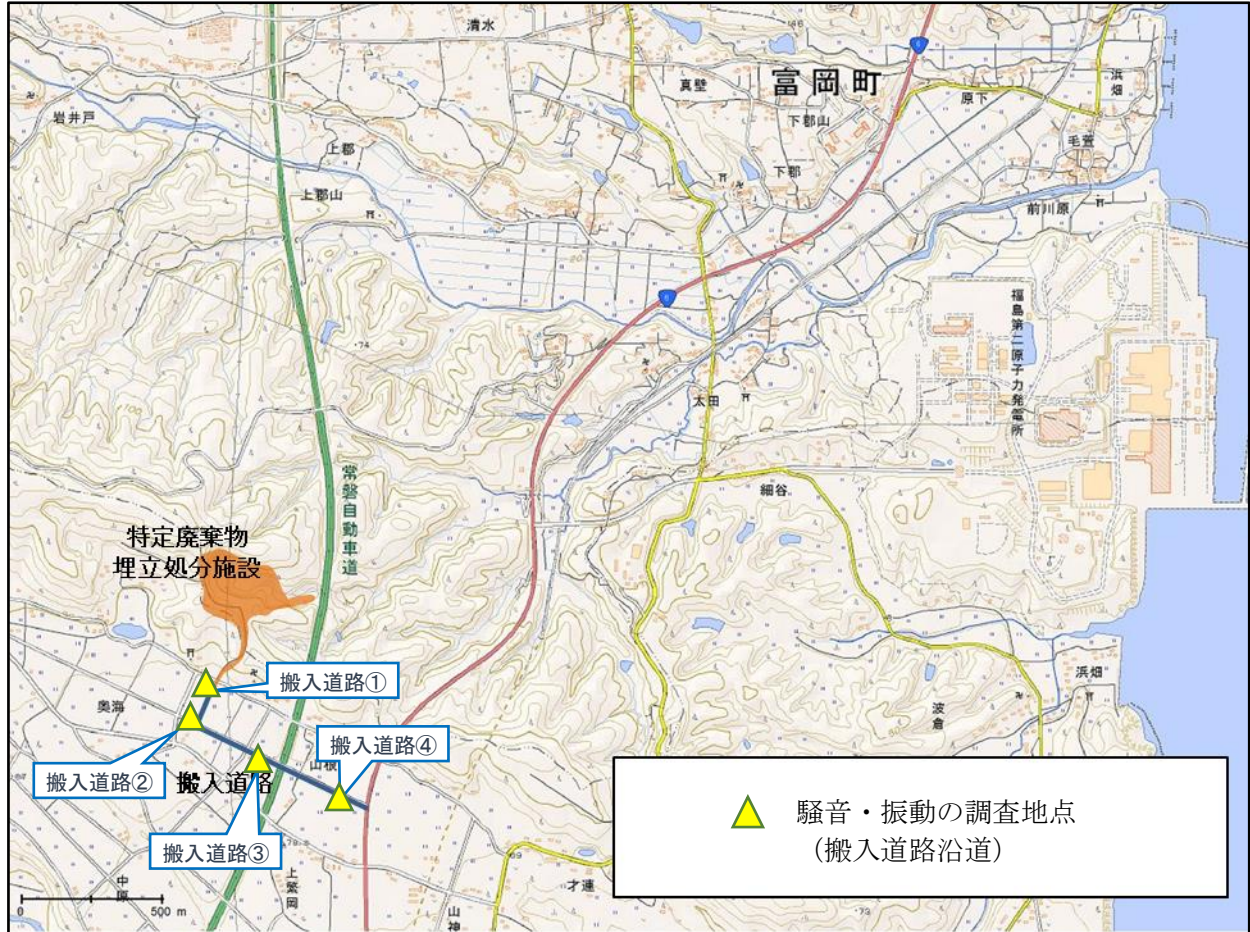 清水
真壁
富岡町
6
原下
浜畑
岩井戸
下郡山
毛萱
上郡
下郡
上郡山
前川原
6
福島第二原子力発電所
74
太田
常磐自動車道
細谷
特定廃棄物
埋立処分施設
搬入道路①
奥海
浜畑
波倉
搬入道路④
山根
搬入道路②
搬入道路
搬入道路③
騒音・振動の調査地点
(搬入道路沿道)
中原
上繁岡
69
才連
山神
73
0
500 m